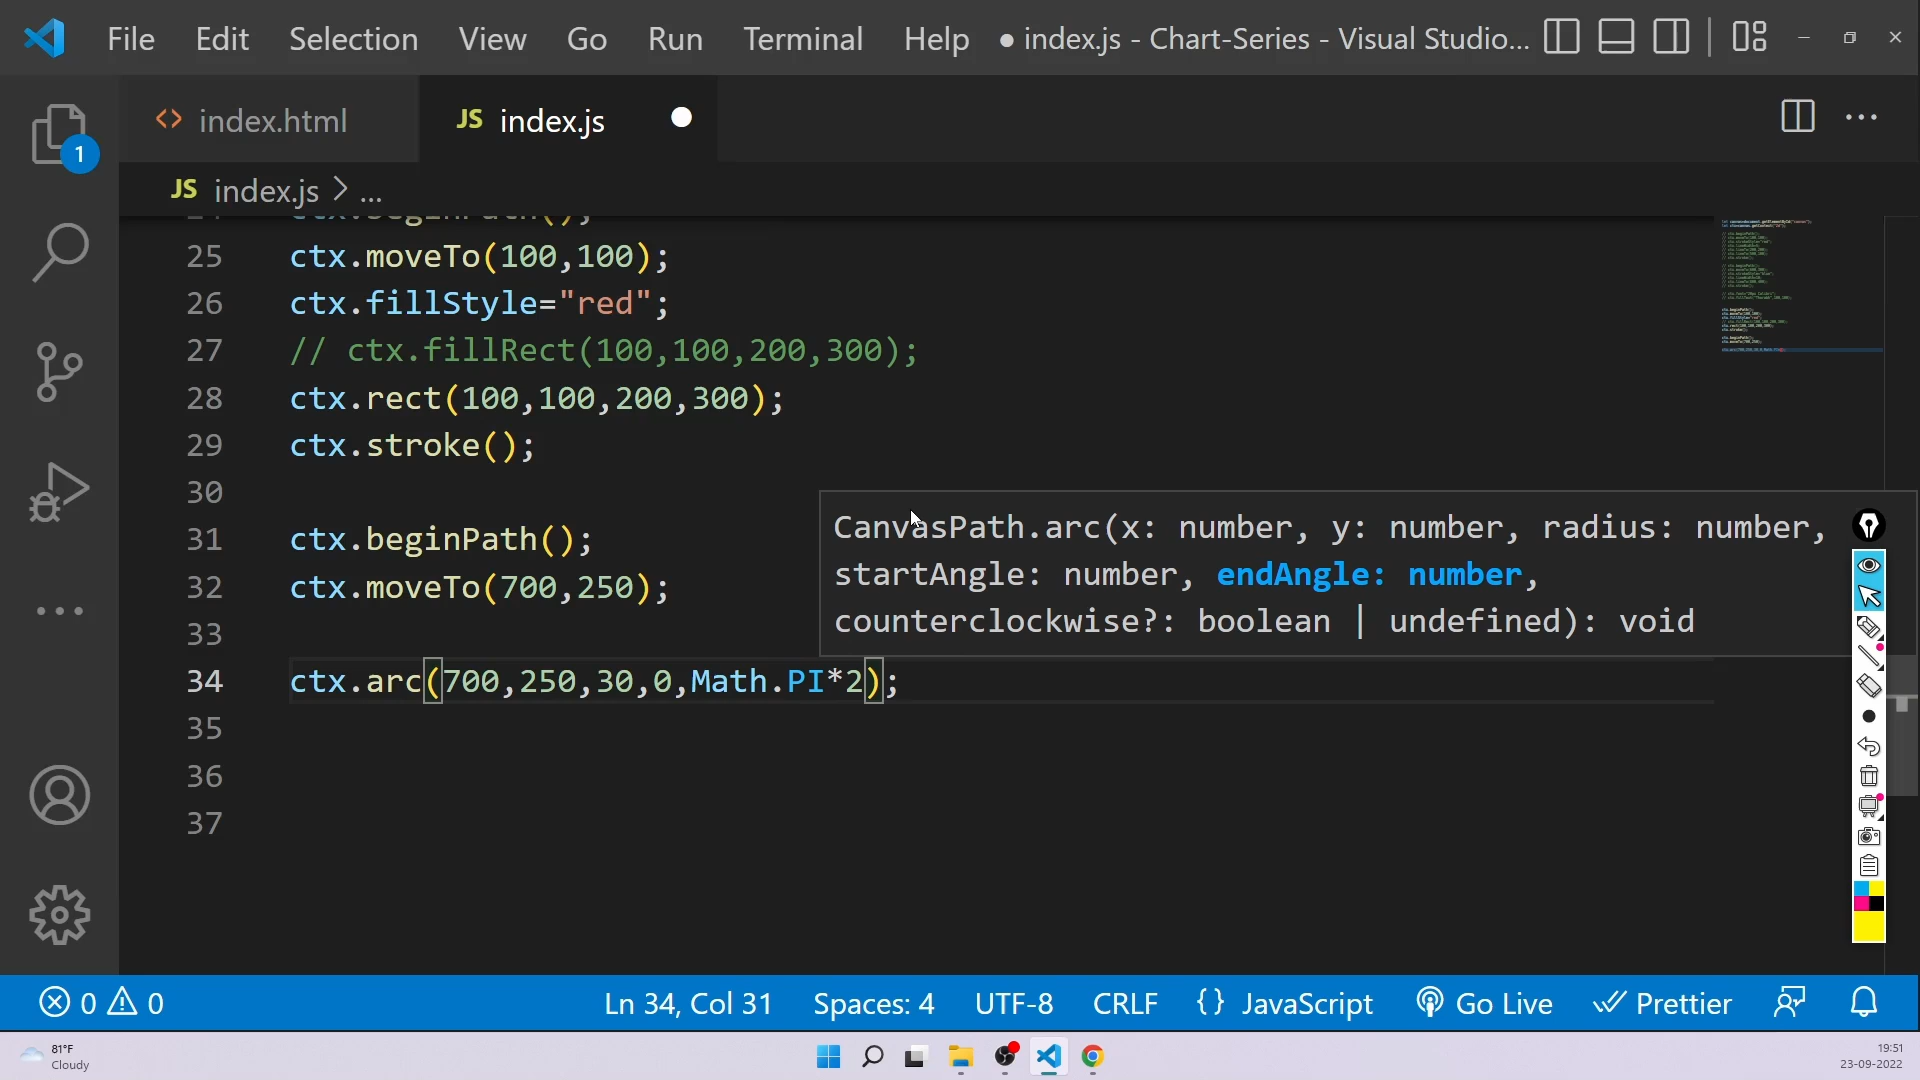 File Edit Selection View Go Run Terminal Help ● index.js - Chart-Series - Visual Studio...
<> index.html JS index.js
JS index.js > ...
1
24 ctx.beginPath();
25 ctx.moveTo(100,100);
26 ctx.fillStyle="red";
27 // ctx.fillRect(100,100,200,300);
28 ctx.rect(100,100,200,300);
29 ctx.stroke();
30
31 ctx.beginPath();
32 ctx.moveTo(700,250);
33
34 ctx.arc(700,250,30,0,Math.PI*2);
35
36
37
CanvasPath.arc(x: number, y: number, radius: number,
startAngle: number, endAngle: number,
counterclockwise?: boolean | undefined): void
0 0 Ln 34, Col 31 Spaces: 4 UTF-8 CRLF {} JavaScript Go Live Prettier
81°F
Cloudy
19:51
23-09-2022